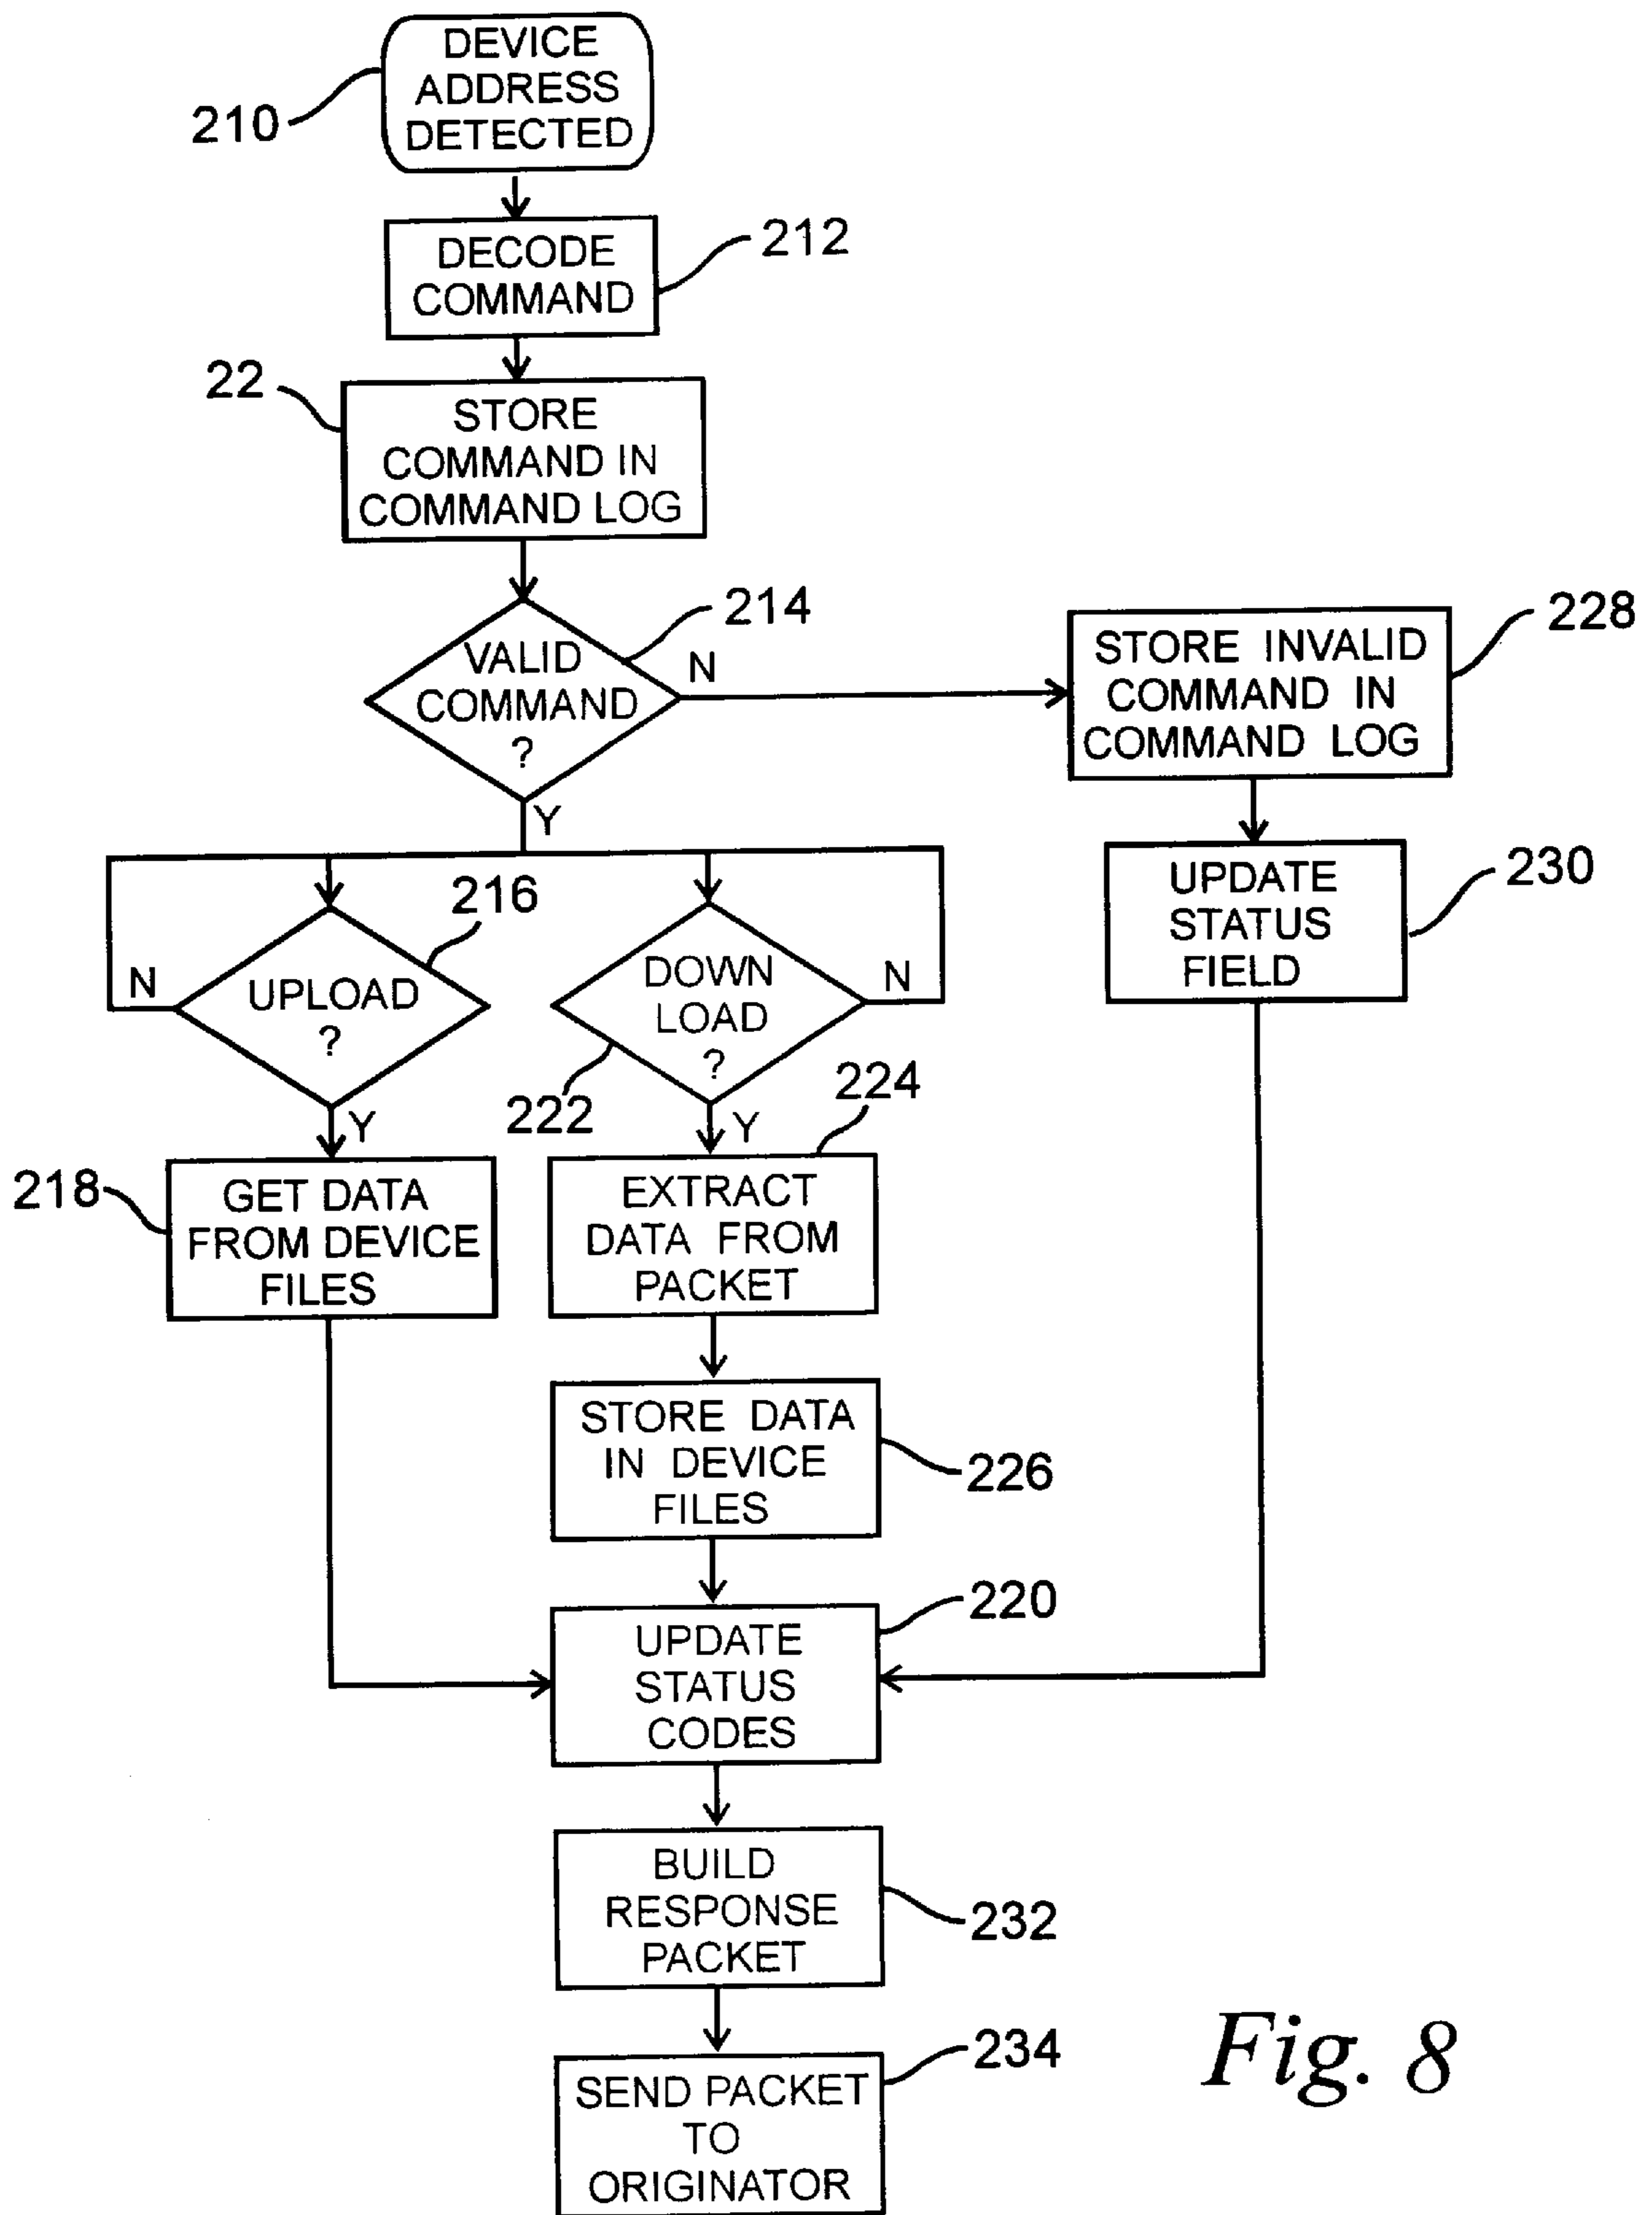 DEVICE
ADDRESS
DETECTED
210
DECODE
COMMAND
212
22
STORE
COMMAND IN
COMMAND LOG
VALID
COMMAND
?
214
N
Y
STORE INVALID
COMMAND IN
COMMAND LOG
228
UPDATE
STATUS
FIELD
230
UPLOAD
?
216
N
Y
DOWN
LOAD
?
222
N
Y
218
GET DATA
FROM DEVICE
FILES
224
EXTRACT
DATA FROM
PACKET
STORE DATA
IN DEVICE
FILES
226
UPDATE
STATUS
CODES
220
BUILD
RESPONSE
PACKET
232
SEND PACKET
TO
ORIGINATOR
234
Fig. 8